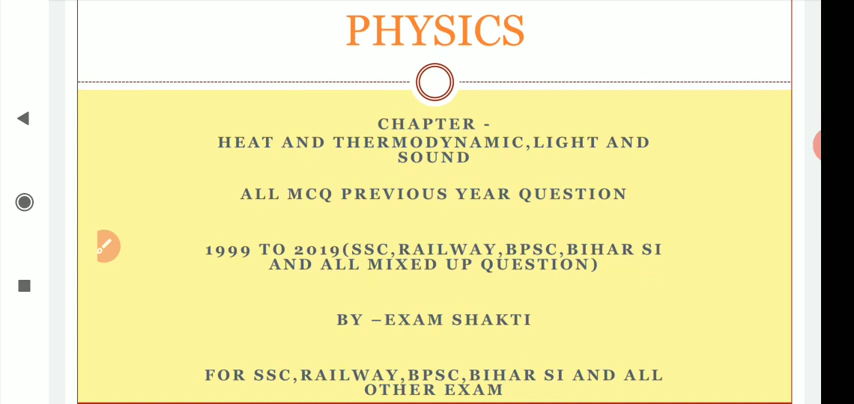 PHYSICS
CHAPTER -
HEAT AND THERMODYNAMIC,LIGHT AND
SOUND
ALL MCQ PREVIOUS YEAR QUESTION
1999 TO 2019(SSC,RAILWAY,BPSC,BIHAR SI
AND ALL MIXED UP QUESTION)
BY –EXAM SHAKTI
FOR SSC,RAILWAY,BPSC,BIHAR SI AND ALL
OTHER EXAM